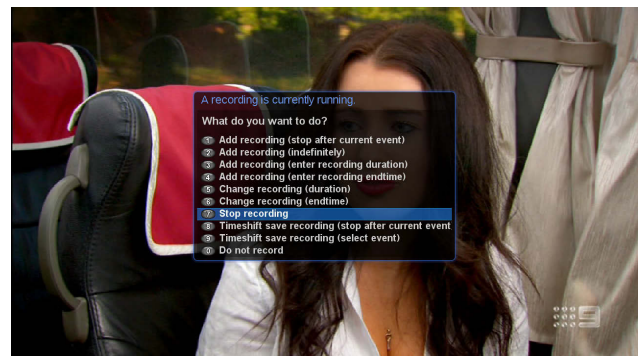 A recording is currently running.
What do you want to do?
1 Add recording (stop after current event)
2 Add recording (indefinitely)
3 Add recording (enter recording duration)
4 Add recording (enter recording endtime)
5 Change recording (duration)
6 Change recording (endtime)
7 Stop recording
8 Timeshift save recording (stop after current event
9 Timeshift save recording (select event)
0 Do not record
9